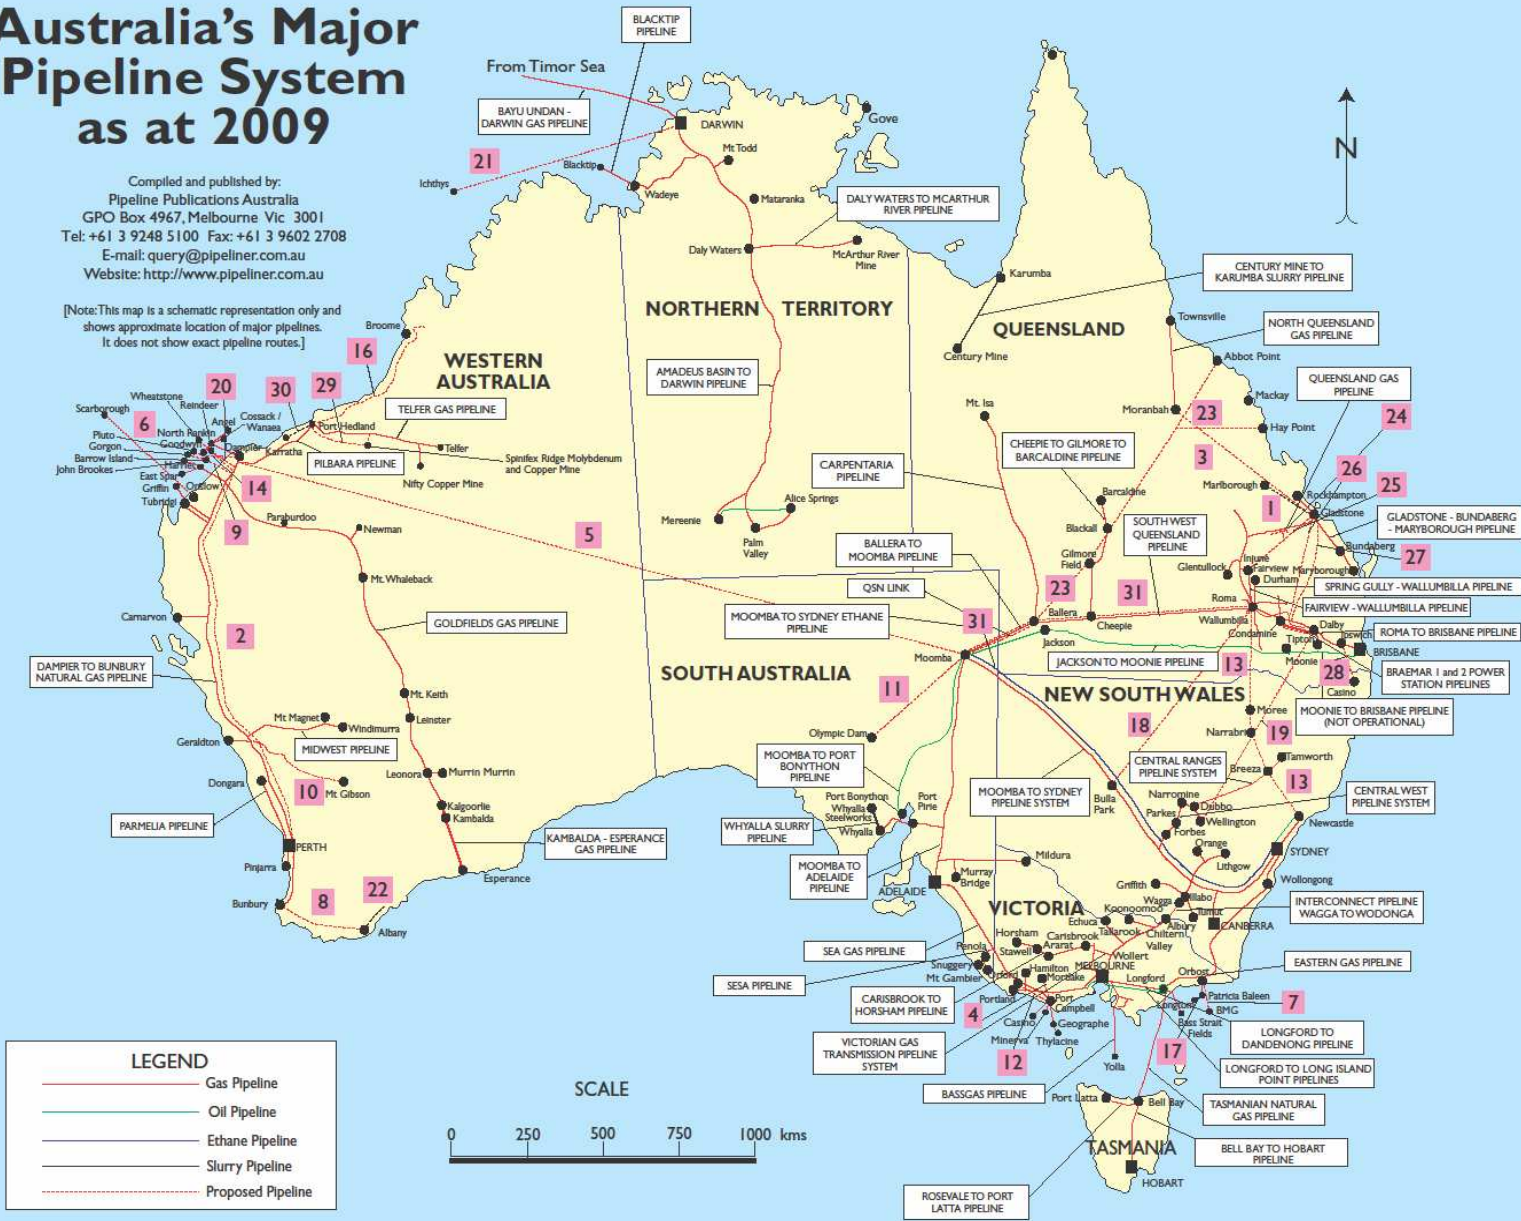 Australia's Major
Pipeline System
as at 2009
Compiled and published by:
Pipeline Publications Australia
GPO Box 4967, Melbourne Vic 3001
Tel: +61 3 9248 5100 Fax: +61 3 9602 2708
E-mail: query@pipeliner.com.au
Website: http://www.pipeliner.com.au
[Note: This map is a schematic representation only and
shows approximate location of major pipelines.
It does not show exact pipeline routes.]
BLACKTIP
PIPELINE
From Timor Sea
BAYU UNDAN -
DARWIN GAS PIPELINE
DARWIN
Gove
N
21
Ichthys
Blacktip
Wadeye
Mt Todd
Mataranka
DALY WATERS TO MCARTHUR
RIVER PIPELINE
Daly Waters
McArthur River
Mine
Karumba
CENTURY MINE TO
KARUMBA SLURRY PIPELINE
NORTHERN TERRITORY
QUEENSLAND
Century Mine
Townsville
NORTH QUEENSLAND
GAS PIPELINE
Abbot Point
Broome
16
WESTERN
AUSTRALIA
AMADEUS BASIN TO
DARWIN PIPELINE
QUEENSLAND GAS
PIPELINE
Mackay
Mt. Isa
Moranbah
23
24
Hay Point
20
30
29
TELFER GAS PIPELINE
Wheatstone
Reindeer
Scarborough
6
Angel
Cossack /
Wanaea
Port Hedland
Pluto
North Rankin
Gorgon
Goodwyn
Dampier
Karratha
Barrow Island
John Brookes
Harriet
East Spar
Griffin
Onslow
Tubridgi
PILBARA PIPELINE
Telfer
Nifty Copper Mine
Spinifex Ridge Molybdenum
and Copper Mine
14
9
5
Paraburdoo
Newman
Mt. Whaleback
CHEEPIE TO GILMORE TO
BARCALDINE PIPELINE
CARPENTARIA
PIPELINE
3
26
25
Marlborough
Rockhampton
1
Gladstone
Barcaldine
Blackall
Alice Springs
Mereenie
Palm
Valley
SOUTH WEST
QUEENSLAND
PIPELINE
GLADSTONE - BUNDABERG
- MARYBOROUGH PIPELINE
BALLERA TO
MOOMBA PIPELINE
Bundaberg
27
Gilmore
Field
Glentulloch
Injune
Fairview
Durham
Maryborough
QSN LINK
23
31
SPRING GULLY - WALLUMBILLA PIPELINE
FAIRVIEW - WALLUMBILLA PIPELINE
Roma
Wallumbilla
Condamine
Dalby
Tipton
Ipswich
ROMA TO BRISBANE PIPELINE
BRISBANE
Moonie
Ballera
Cheepie
Jackson
31
MOOMBA TO SYDNEY ETHANE
PIPELINE
Moomba
JACKSON TO MOONIE PIPELINE
13
28
BRAEMAR 1 and 2 POWER
STATION PIPELINES
Casino
Carnarvon
2
GOLDFIELDS GAS PIPELINE
DAMPIER TO BUNBURY
NATURAL GAS PIPELINE
SOUTH AUSTRALIA
11
NEW SOUTH WALES
MOONIE TO BRISBANE PIPELINE
(NOT OPERATIONAL)
Mt. Keith
Leinster
Mt Magnet
Windimurra
Geraldton
MIDWEST PIPELINE
Olympic Dam
18
Moree
Narrabri
19
MOOMBA TO PORT
BONYTHON
PIPELINE
CENTRAL RANGES
PIPELINE SYSTEM
Tamworth
Breeza
13
Dongara
10
Mt Gibson
Leonora
Murrin Murrin
Kalgoorlie
Kambalda
MOOMBA TO SYDNEY
PIPELINE SYSTEM
Bulla
Park
Narromine
CENTRAL WEST
PIPELINE SYSTEM
Dubbo
Parkes
Wellington
Forbes
Newcastle
Port Bonython
Whyalla
Steelworks
Whyalla
Port
Pirie
PARMELIA PIPELINE
WHYALLA SLURRY
PIPELINE
KAMBALDA - ESPERANCE
GAS PIPELINE
PERTH
Pinjarra
Orange
Lithgow
SYDNEY
Mildura
MOOMBA TO
ADELAIDE
PIPELINE
ADELAIDE
Murray
Bridge
Esperance
22
8
Bunbury
Albany
Griffith
Wollongong
VICTORIA
Wagga
Koonoomoo
Echuca
Tallarook
Tumut
Albury
Chiltern
Valley
CANBERRA
INTERCONNECT PIPELINE
WAGGA TO WODONGA
SEA GAS PIPELINE
Horsham
Carisbrook
Stawell
Ararat
Wollert
Penola
Snuggery
Mt Gambier
Hamilton
Mortlake
MELBOURNE
Longford
Orbost
EASTERN GAS PIPELINE
SESA PIPELINE
Portland
Port
Campbell
Patricia Baleen
7
BMG
Bass Strait
Fields
CARISBROOK TO
HORSHAM PIPELINE
4
Casino
Geographe
Minerva
Thylacine
LONGFORD TO
DANDENONG PIPELINE
VICTORIAN GAS
TRANSMISSION PIPELINE
SYSTEM
12
17
Yolla
LONGFORD TO LONG ISLAND
POINT PIPELINES
BASSGAS PIPELINE
Port Latta
Bell Bay
TASMANIAN NATURAL
GAS PIPELINE
TASMANIA
BELL BAY TO HOBART
PIPELINE
HOBART
ROSEVALE TO PORT
LATTA PIPELINE
LEGEND
Gas Pipeline
Oil Pipeline
Ethane Pipeline
Slurry Pipeline
Proposed Pipeline
SCALE
0 250 500 750 1000 kms